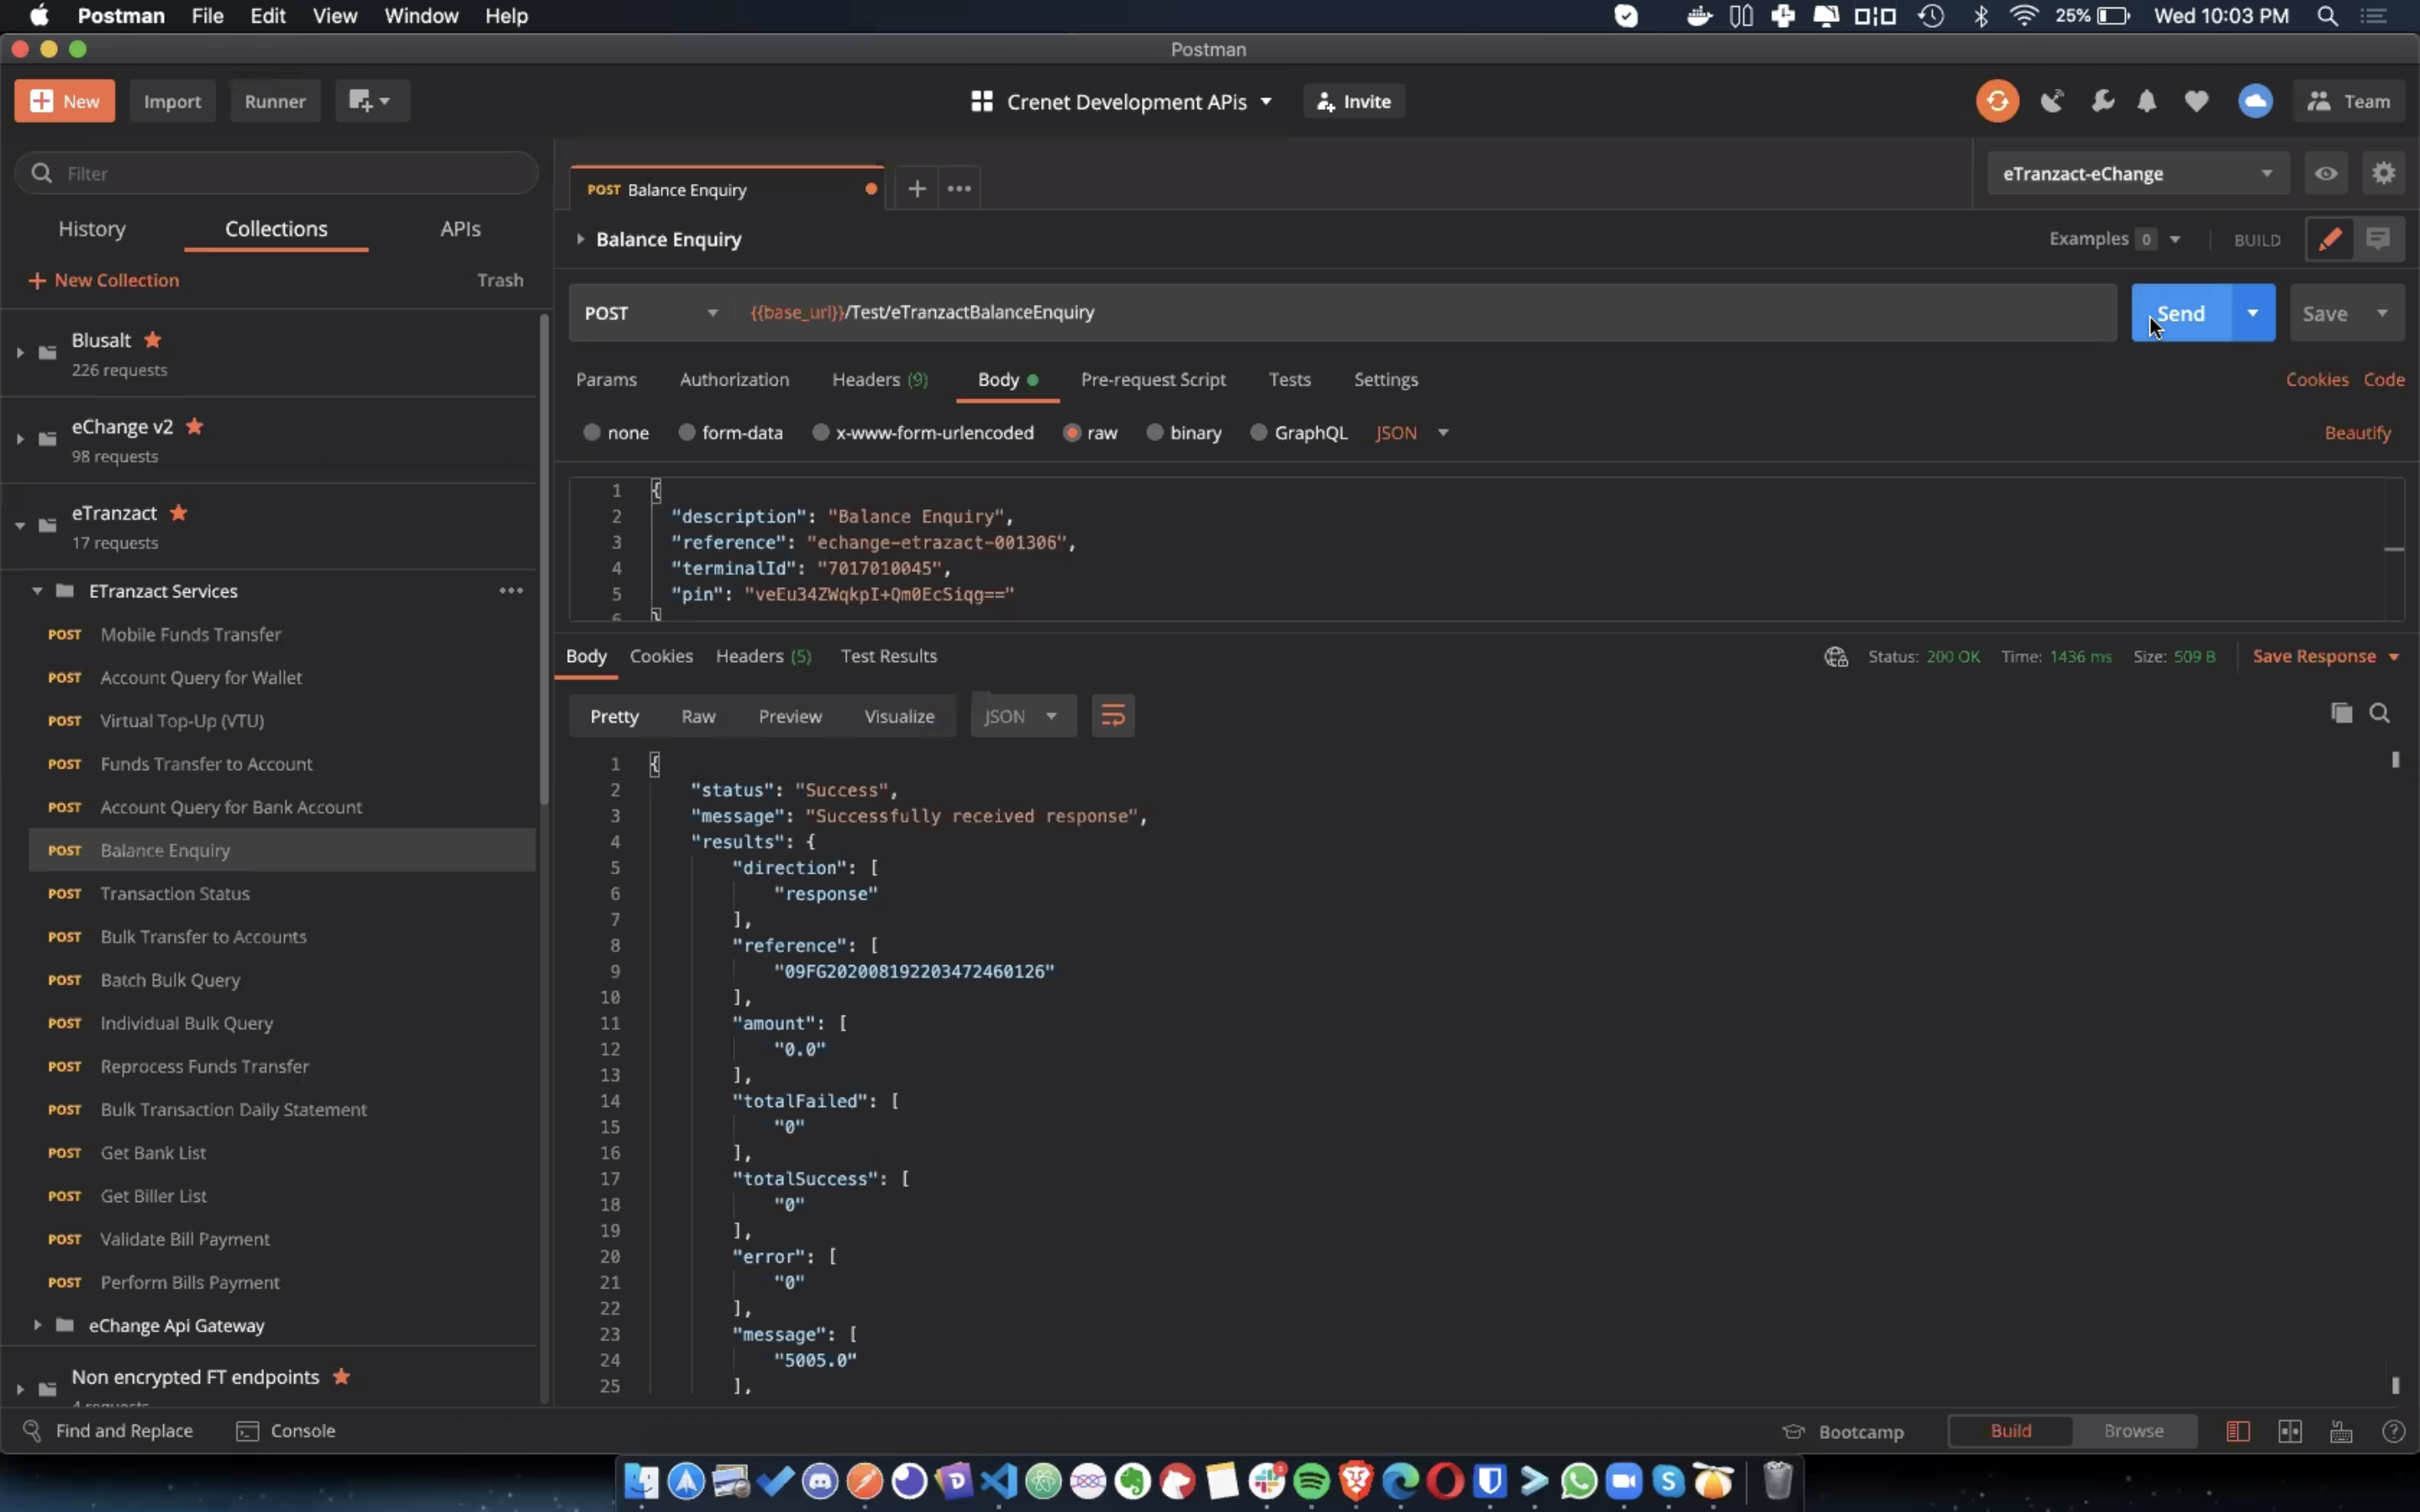 Postman File Edit View Window Help 25% Wed 10:03 PM
Postman
New Import Runner Crenet Development APIs Invite Team
Filter
History Collections APIs
New Collection Trash
Blusalt
226 requests
eChange v2
98 requests
eTranzact
17 requests
ETranzact Services
POST Mobile Funds Transfer
POST Account Query for Wallet
POST Virtual Top-Up (VTU)
POST Funds Transfer to Account
POST Account Query for Bank Account
POST Balance Enquiry
POST Transaction Status
POST Bulk Transfer to Accounts
POST Batch Bulk Query
POST Individual Bulk Query
POST Reprocess Funds Transfer
POST Bulk Transaction Daily Statement
POST Get Bank List
POST Get Biller List
POST Validate Bill Payment
POST Perform Bills Payment
eChange Api Gateway
Non encrypted FT endpoints
4 requests
POST Balance Enquiry
eTranzact-eChange
Balance Enquiry Examples 0 BUILD
POST {{base_url}}/Test/eTranzactBalanceEnquiry Send Save
Params Authorization Headers (9) Body Pre-request Script Tests Settings Cookies Code
none form-data x-www-form-urlencoded raw binary GraphQL JSON Beautify
1 {
2 "description": "Balance Enquiry",
3 "reference": "echange-etrazact-001306",
4 "terminalId": "7017010045",
5 "pin": "veEu34ZWqkpI+Qm0EcSiqg=="
6 }
Body Cookies Headers (5) Test Results Status: 200 OK Time: 1436 ms Size: 509 B Save Response
Pretty Raw Preview Visualize JSON
1 {
2 "status": "Success",
3 "message": "Successfully received response",
4 "results": {
5 "direction": [
6 "response"
7 ],
8 "reference": [
9 "09FG202008192203472460126"
10 ],
11 "amount": [
12 "0.0"
13 ],
14 "totalFailed": [
15 "0"
16 ],
17 "totalSuccess": [
18 "0"
19 ],
20 "error": [
21 "0"
22 ],
23 "message": [
24 "5005.0"
25 ],
Find and Replace Console Bootcamp Build Browse